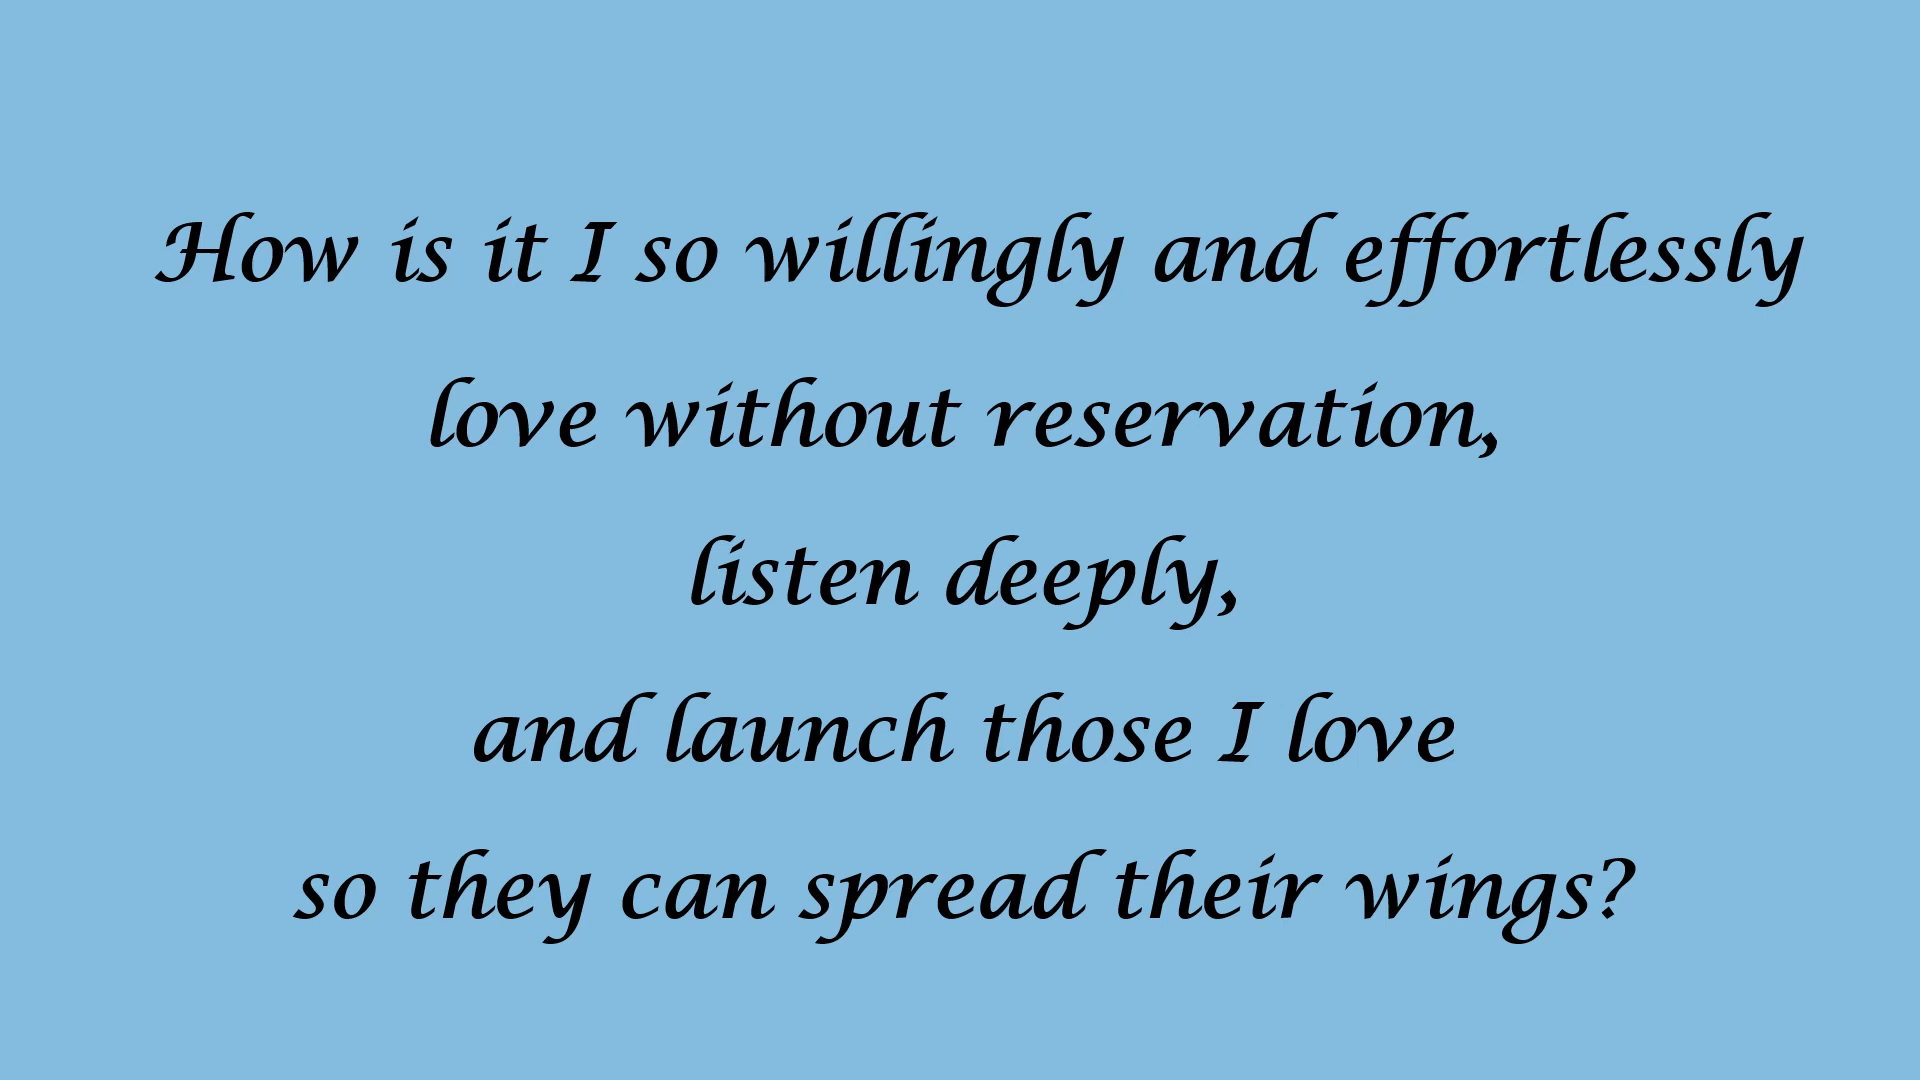 How is it I so willingly and effortlessly
love without reservation,
listen deeply,
and launch those I love
so they can spread their wings?